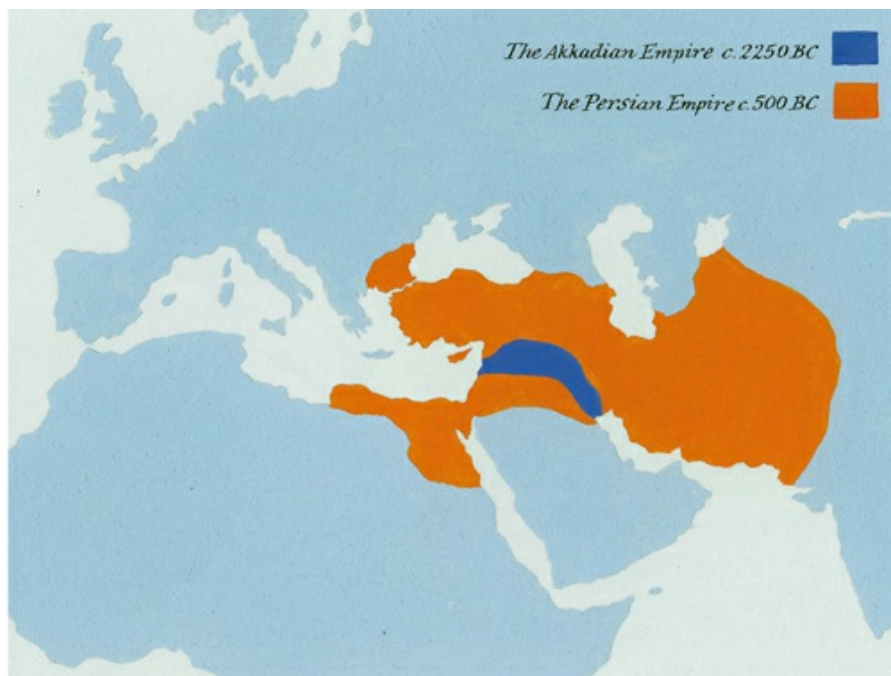 The Akkadian Empire c.2250 BC
The Persian Empire c.500 BC